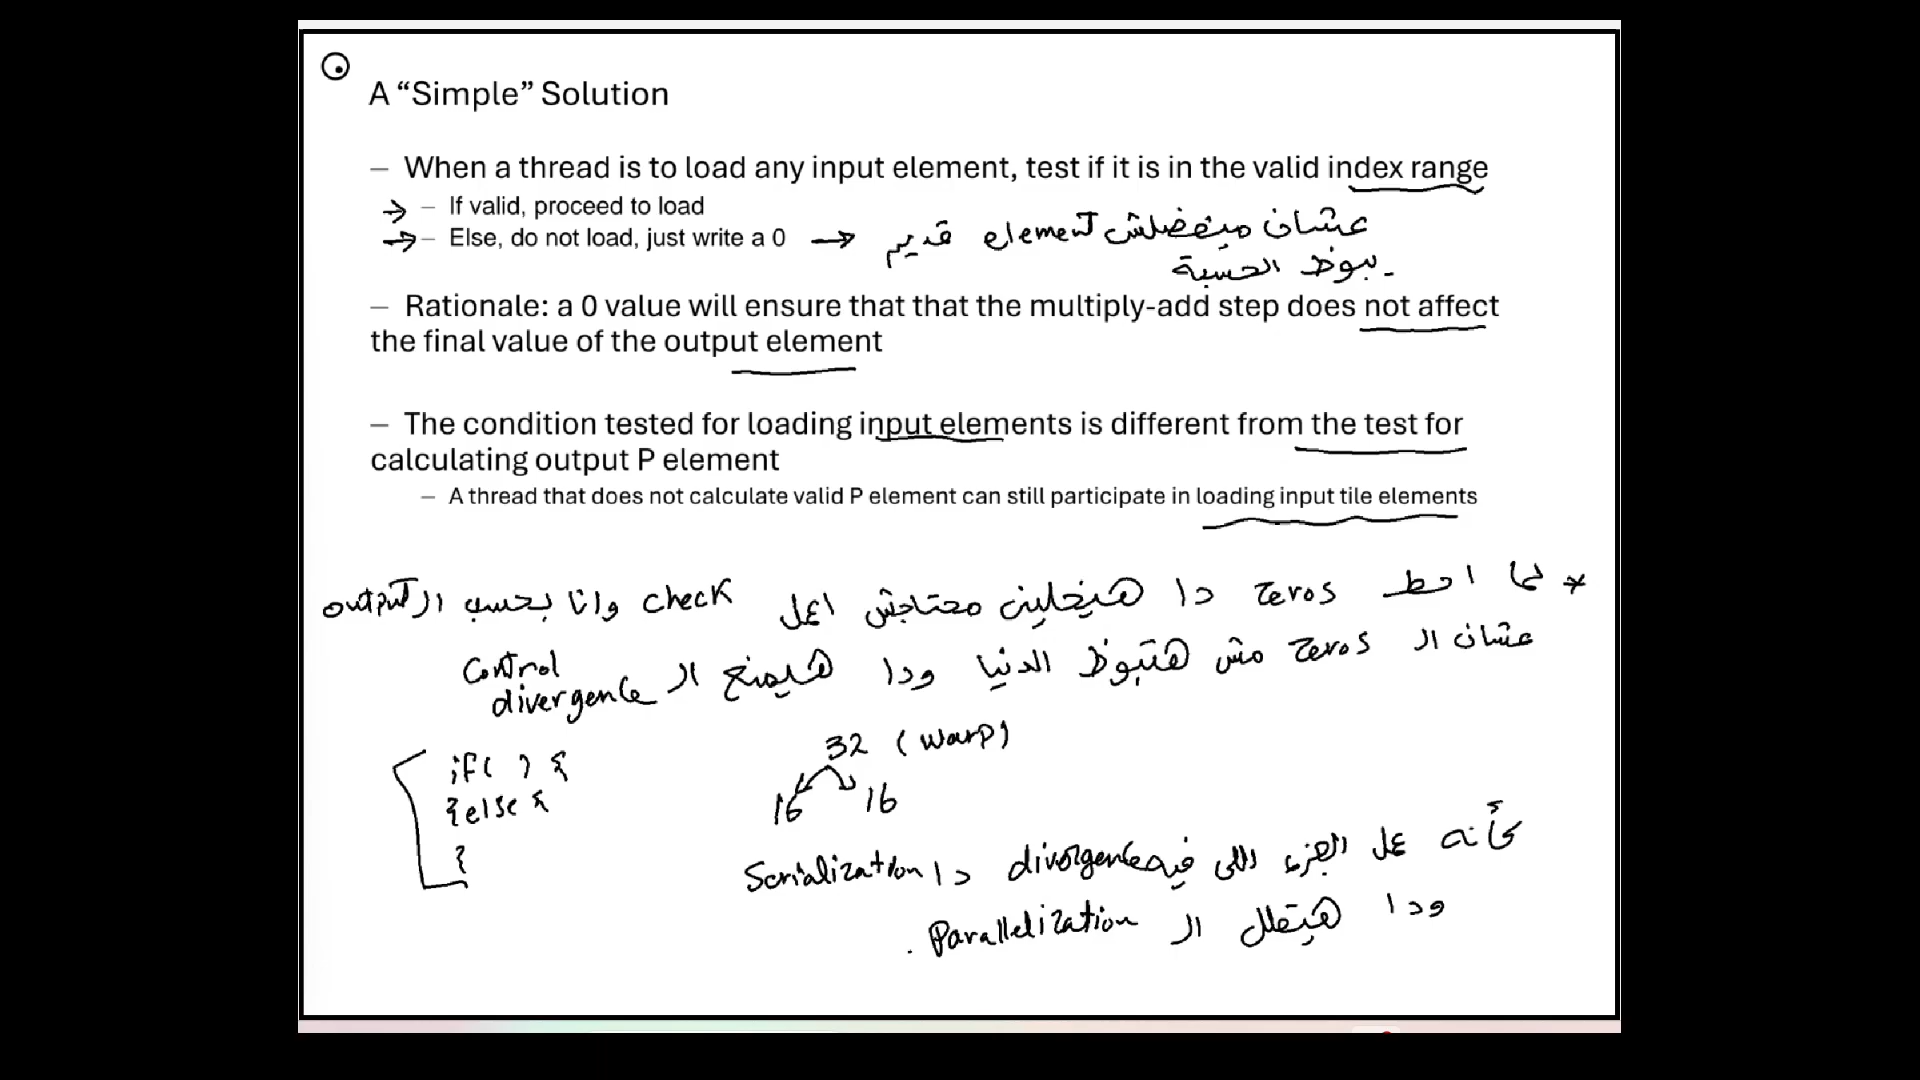 A “Simple” Solution
– When a thread is to load any input element, test if it is in the valid index range
→ – If valid, proceed to load
→ – Else, do not load, just write a 0 → عشان ميفضلش element قديم
يبوظ الحسبة
– Rationale: a 0 value will ensure that that the multiply-add step does not affect
the final value of the output element
– The condition tested for loading input elements is different from the test for
calculating output P element
– A thread that does not calculate valid P element can still participate in loading input tile elements
* لما احط zeros دا هيخليني محتاجش اعمل check وانا بحسب الـ output
عشان الـ zeros مش هتبوظ الدنيا ودا هيمنع الـ control
divergence
if( ) {
}else {
}
32 (warp)
16 16
كأنه عمل الجزء اللي فيه divergence دا Serialization
ودا هيقلل الـ Parallelization .